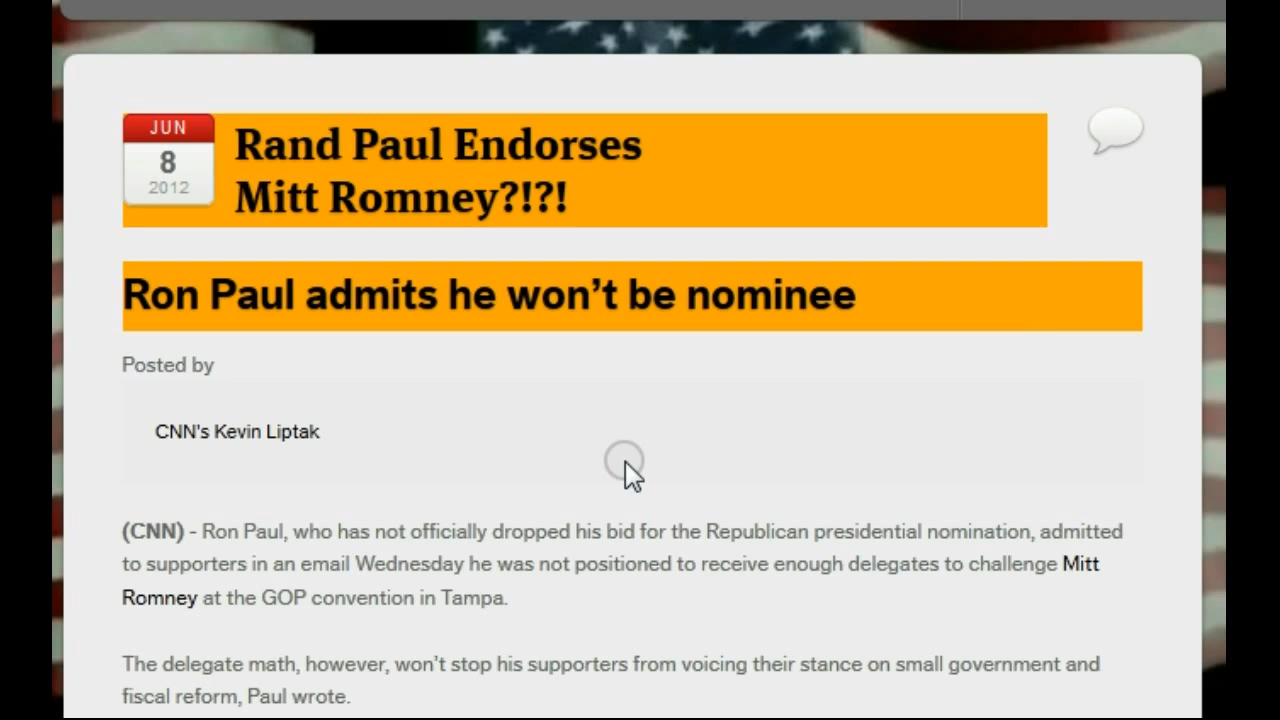 JUN
8
2012
Rand Paul Endorses
Mitt Romney?!?!
Ron Paul admits he won’t be nominee
Posted by
CNN's Kevin Liptak
(CNN) - Ron Paul, who has not officially dropped his bid for the Republican presidential nomination, admitted
to supporters in an email Wednesday he was not positioned to receive enough delegates to challenge Mitt
Romney at the GOP convention in Tampa.
The delegate math, however, won’t stop his supporters from voicing their stance on small government and
fiscal reform, Paul wrote.